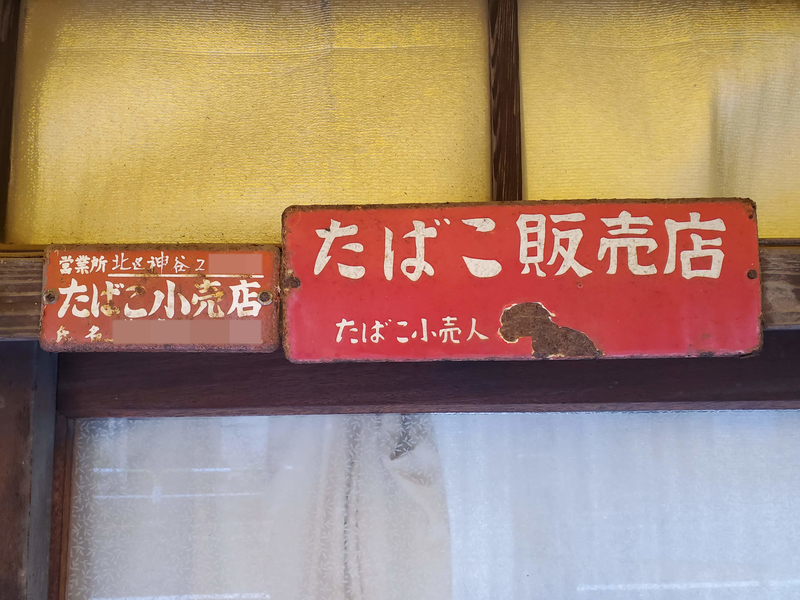 営業所 北区神谷2
たばこ小売店
氏名
たばこ販売店
たばこ小売人